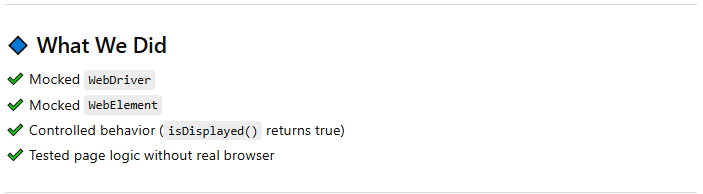 What We Did
Mocked WebDriver
Mocked WebElement
Controlled behavior (isDisplayed() returns true)
Tested page logic without real browser